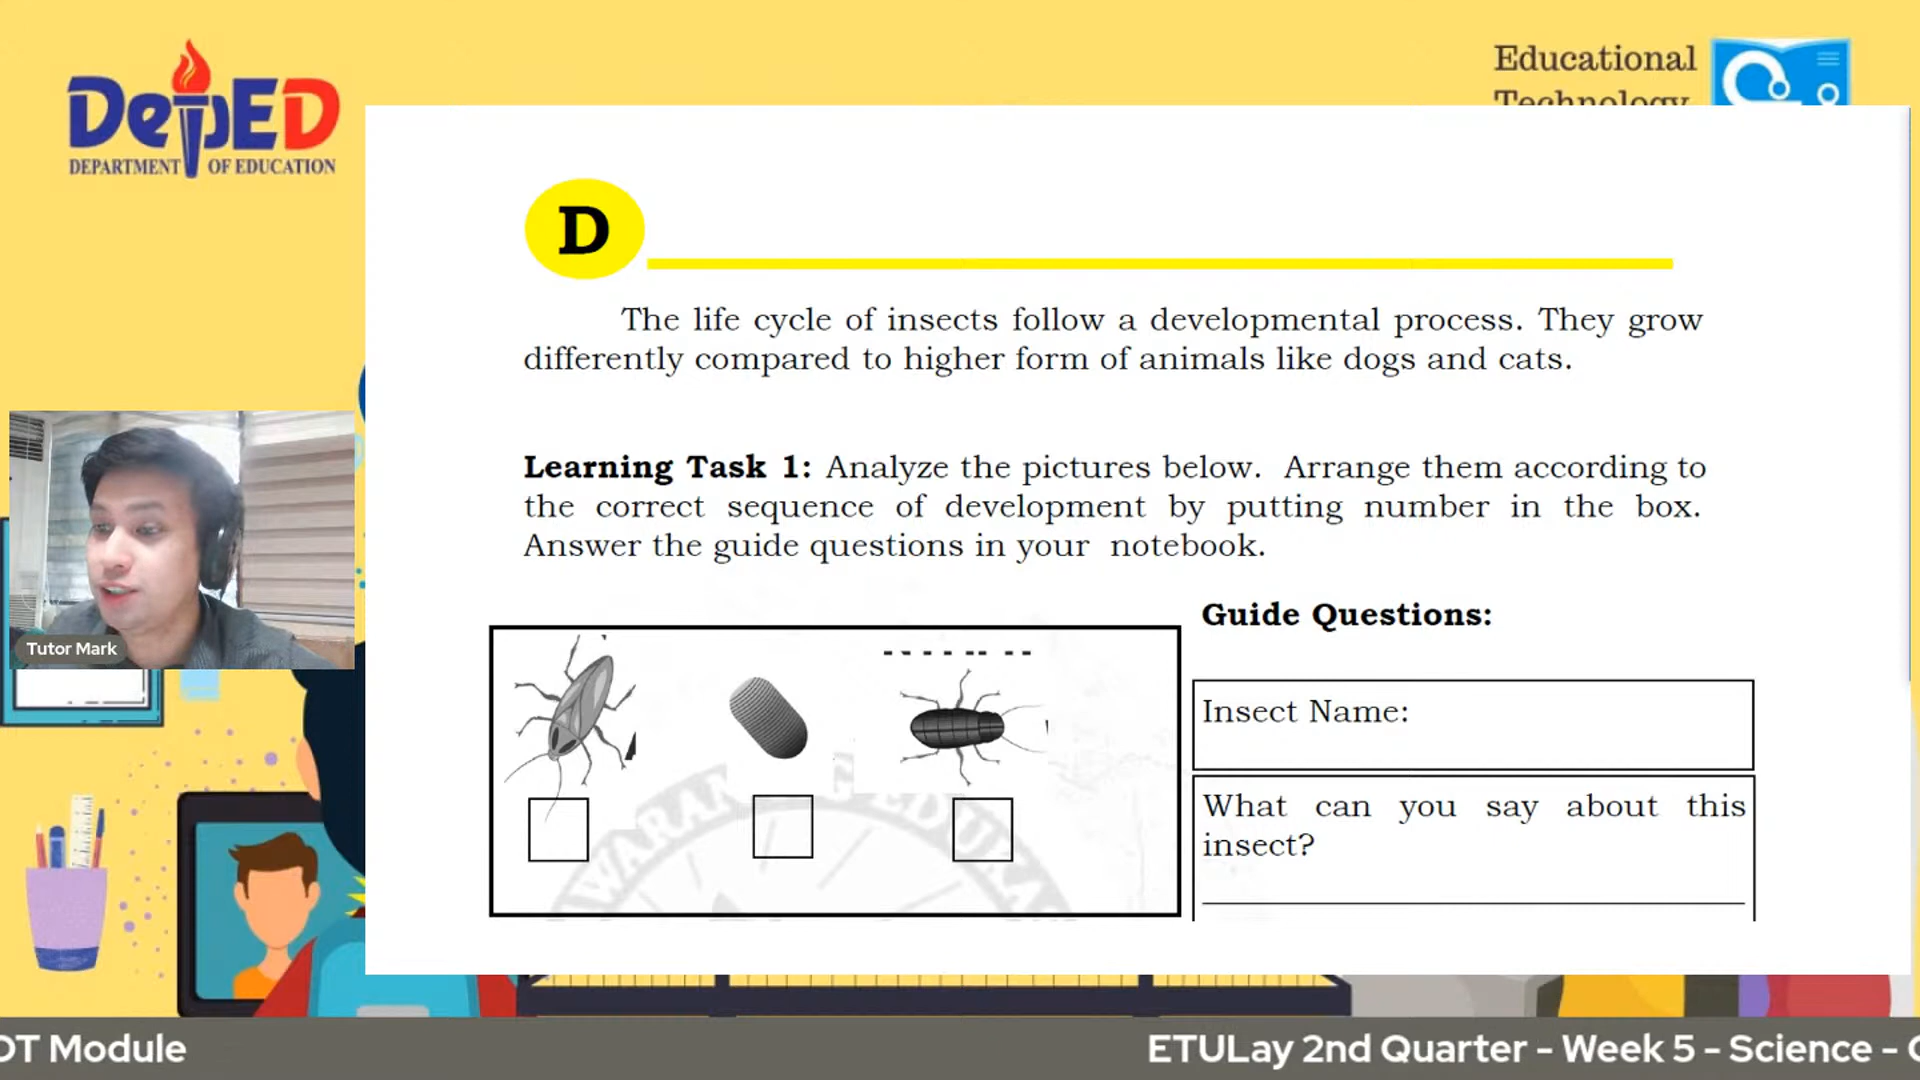 DepED
DEPARTMENT OF EDUCATION
Educational
Technology
D
The life cycle of insects follow a developmental process. They grow
differently compared to higher form of animals like dogs and cats.
Learning Task 1: Analyze the pictures below. Arrange them according to
the correct sequence of development by putting number in the box.
Answer the guide questions in your notebook.
Guide Questions:
Insect Name:
What can you say about this
insect?
Tutor Mark
OT Module
ETULay 2nd Quarter - Week 5 - Science -